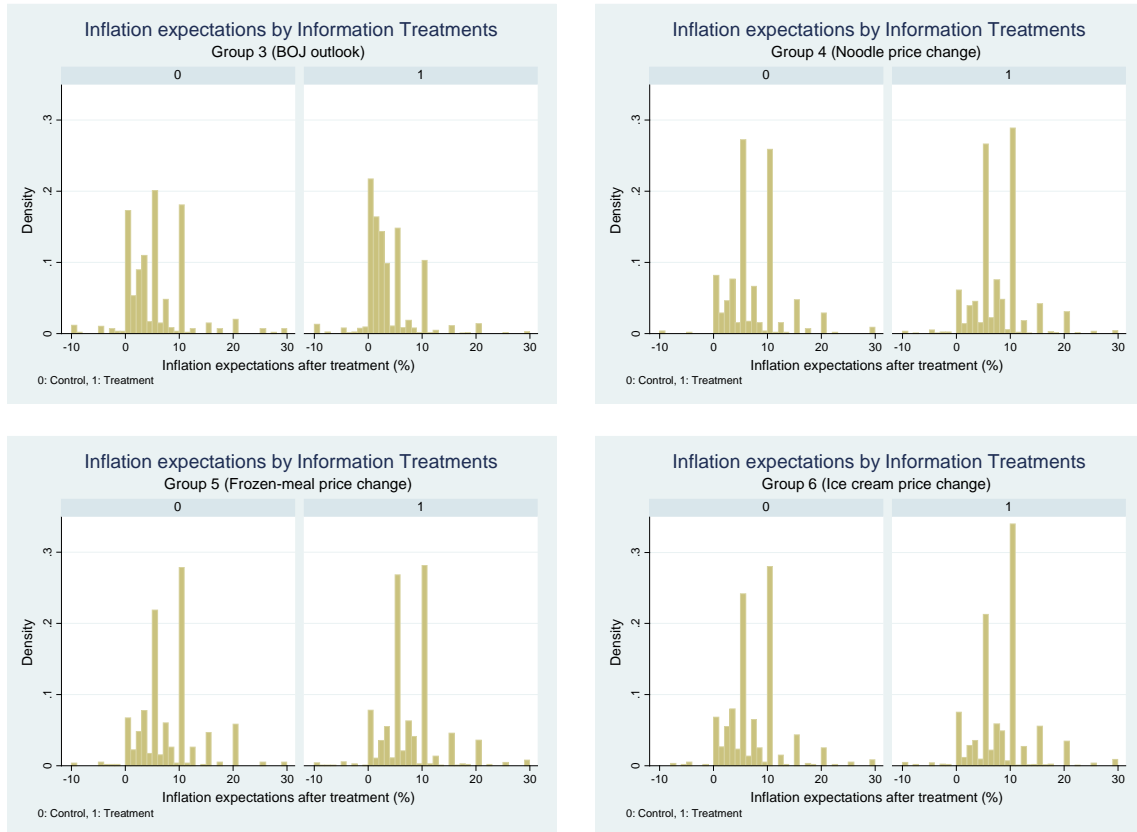 Inflation expectations by Information Treatments
Group 3 (BOJ outlook)
0 1
Density
0 .1 .2 .3
-10 0 10 20 30 -10 0 10 20 30
Inflation expectations after treatment (%)
0: Control, 1: Treatment
Inflation expectations by Information Treatments
Group 4 (Noodle price change)
0 1
Density
0 .1 .2 .3
-10 0 10 20 30 -10 0 10 20 30
Inflation expectations after treatment (%)
0: Control, 1: Treatment
Inflation expectations by Information Treatments
Group 5 (Frozen-meal price change)
0 1
Density
0 .1 .2 .3
-10 0 10 20 30 -10 0 10 20 30
Inflation expectations after treatment (%)
0: Control, 1: Treatment
Inflation expectations by Information Treatments
Group 6 (Ice cream price change)
0 1
Density
0 .1 .2 .3
-10 0 10 20 30 -10 0 10 20 30
Inflation expectations after treatment (%)
0: Control, 1: Treatment